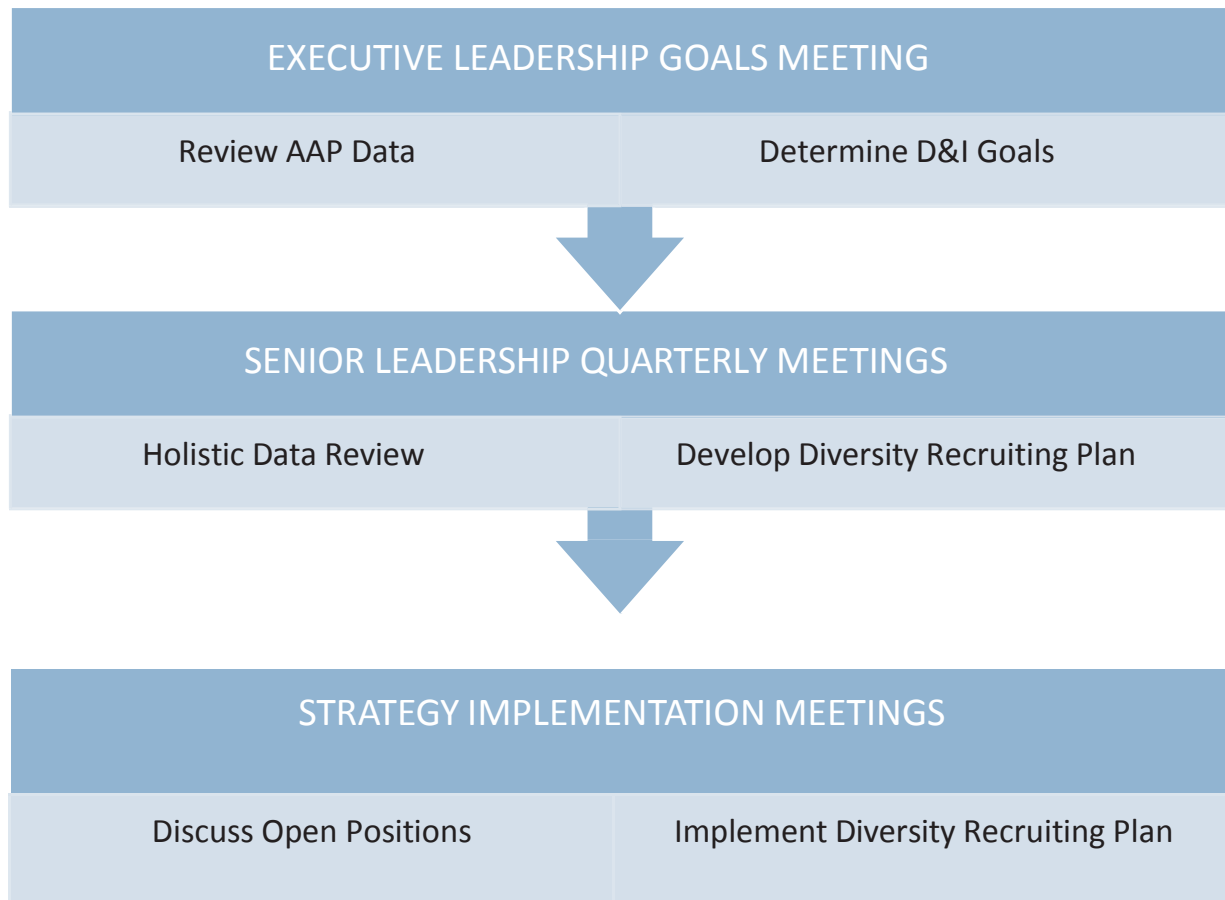 EXECUTIVE LEADERSHIP GOALS MEETING
Review AAP Data
Determine D&I Goals
SENIOR LEADERSHIP QUARTERLY MEETINGS
Holistic Data Review
Develop Diversity Recruiting Plan
STRATEGY IMPLEMENTATION MEETINGS
Discuss Open Positions
Implement Diversity Recruiting Plan